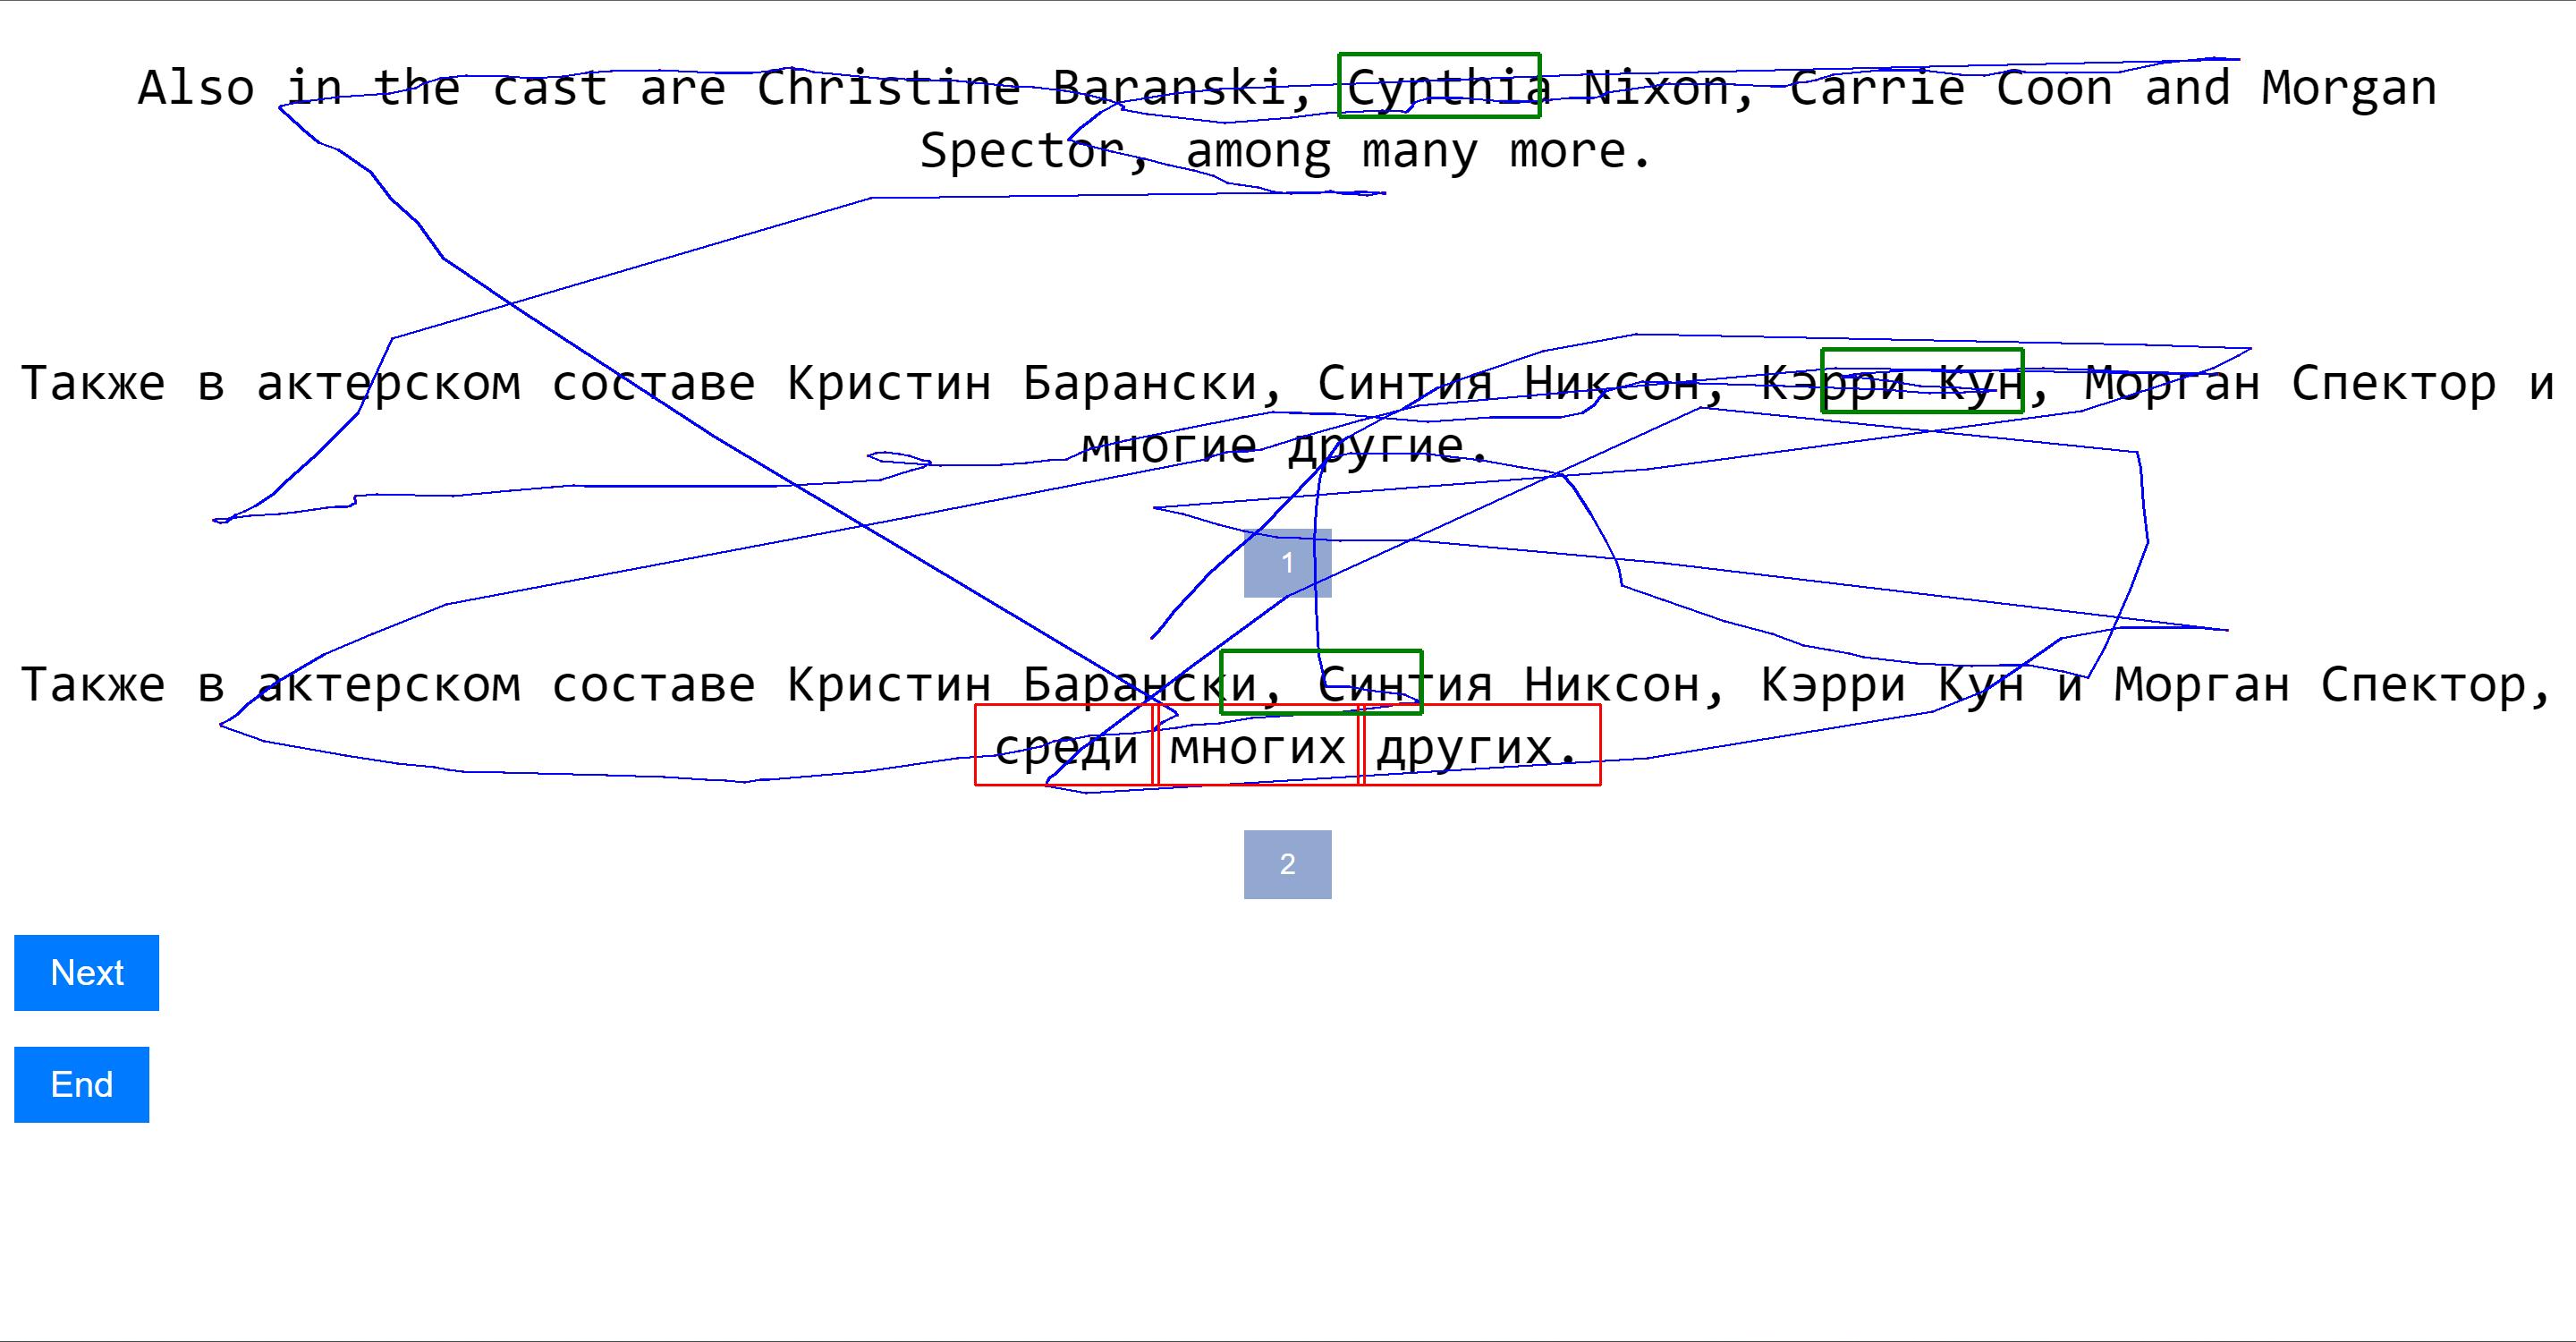 Also in the cast are Christine Baranski, Cynthia Nixon, Carrie Coon and Morgan
Spector, among many more.
Также в актерском составе Кристин Барански, Синтия Никсон, Кэрри Кун, Морган Спектор и
многие другие.
1
Также в актерском составе Кристин Барански, Синтия Никсон, Кэрри Кун и Морган Спектор,
среди многих других.
2
Next
End